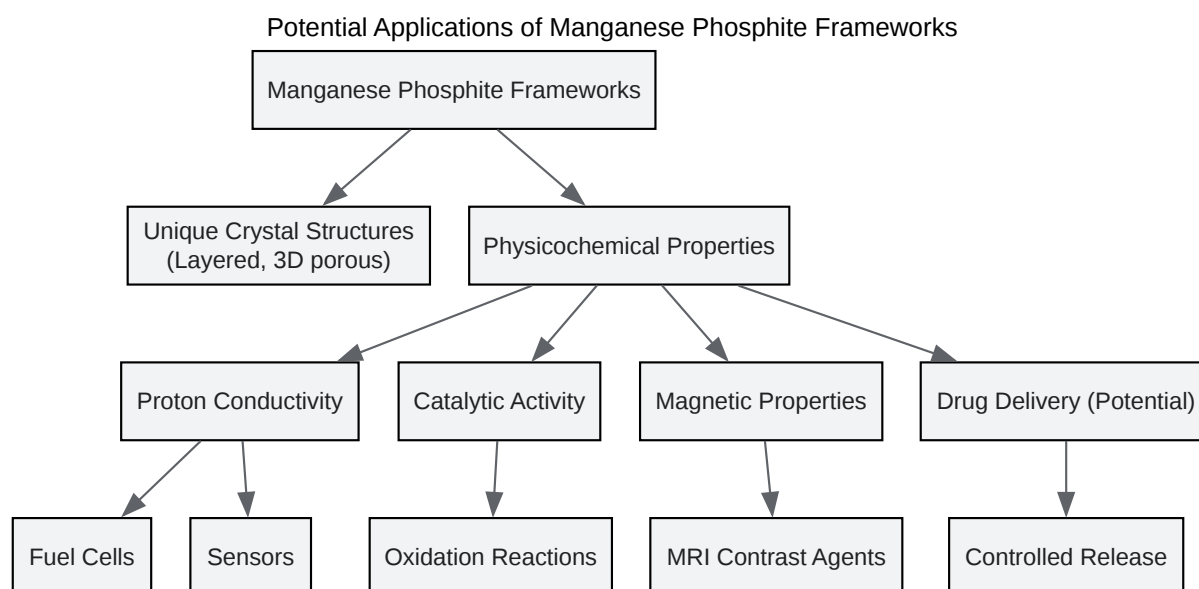 Potential Applications of Manganese Phosphite Frameworks
Manganese Phosphite Frameworks
Unique Crystal Structures
(Layered, 3D porous)
Physicochemical Properties
Proton Conductivity
Catalytic Activity
Magnetic Properties
Drug Delivery (Potential)
Fuel Cells
Sensors
Oxidation Reactions
MRI Contrast Agents
Controlled Release